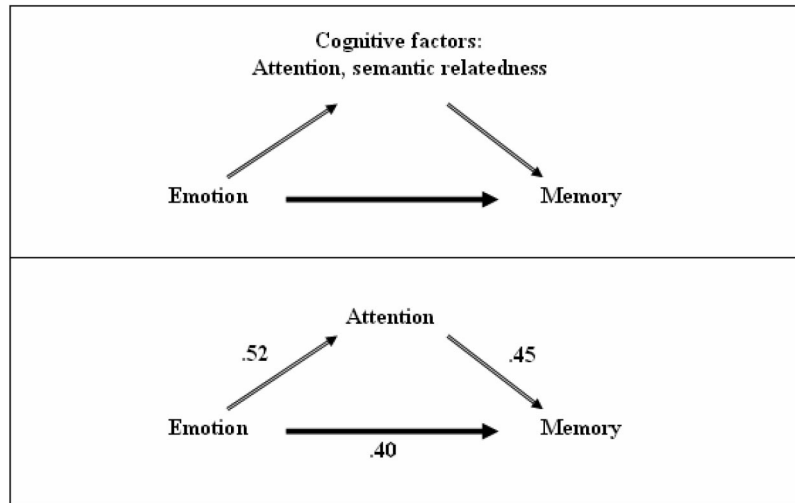 Cognitive factors:
Attention, semantic relatedness
Emotion
Memory
Attention
.52
.45
Emotion
Memory
.40